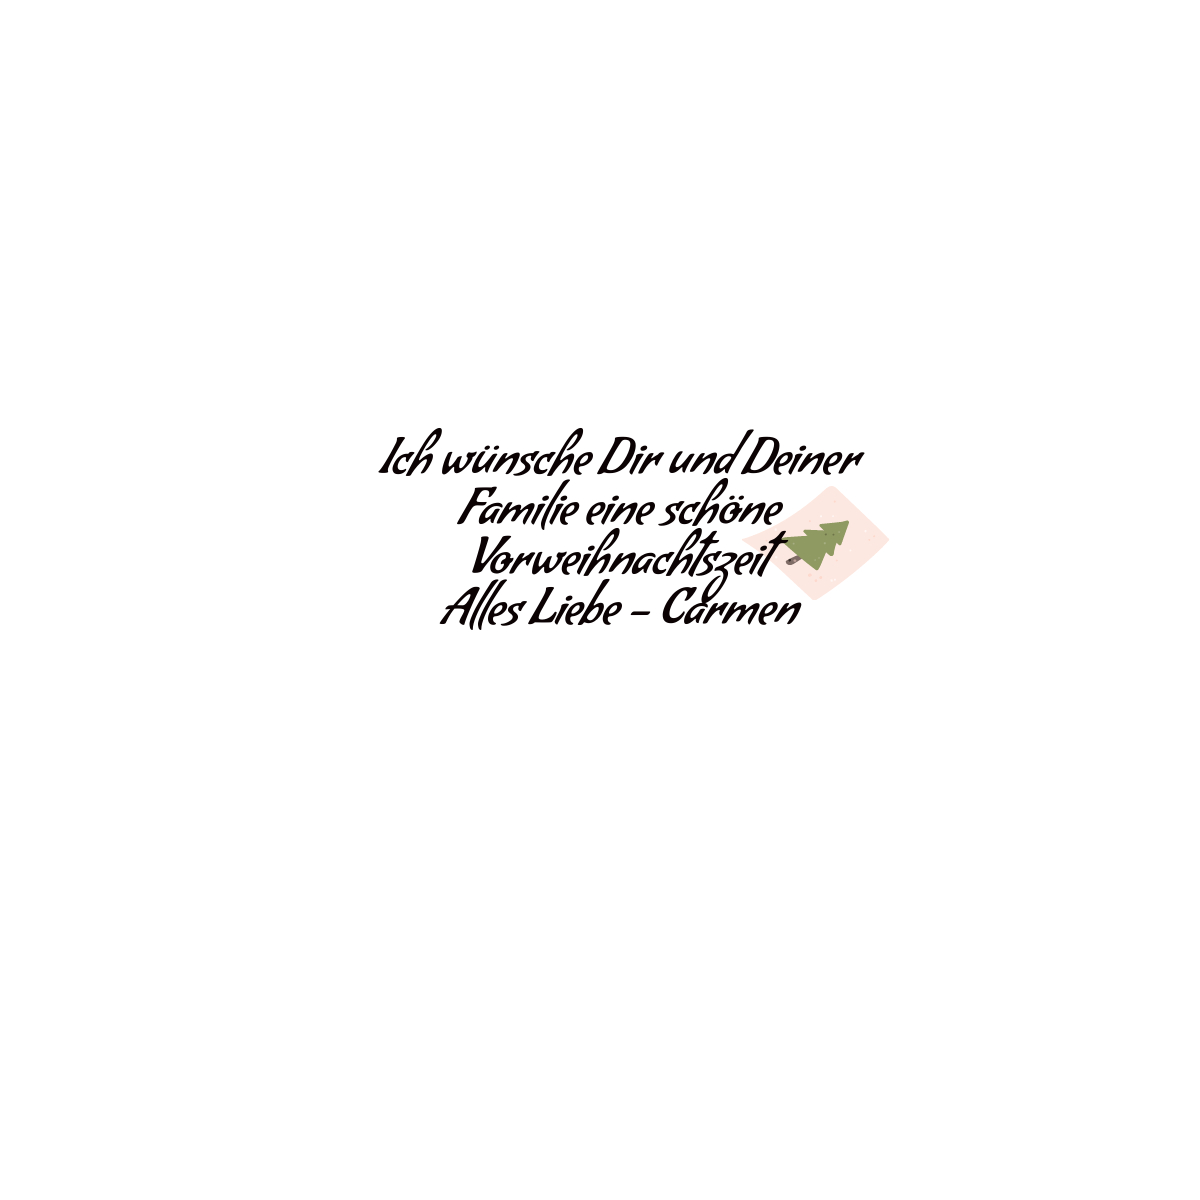 Ich wünsche Dir und Deiner
Familie eine schöne
Vorweihnachtszeit
Alles Liebe - Carmen